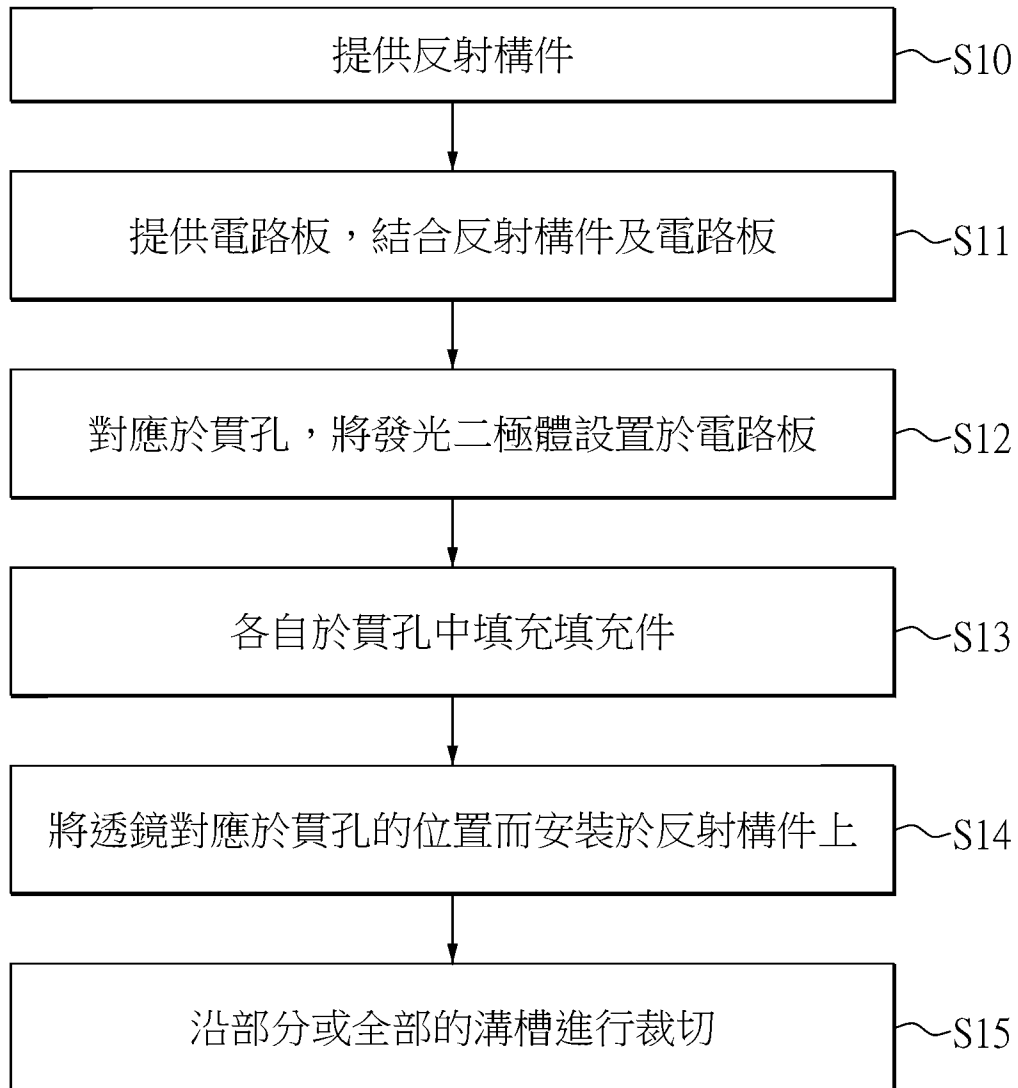 提供反射構件
S10
提供電路板，結合反射構件及電路板
S11
對應於貫孔，將發光二極體設置於電路板
S12
各自於貫孔中填充填充件
S13
將透鏡對應於貫孔的位置而安裝於反射構件上
S14
沿部分或全部的溝槽進行裁切
S15